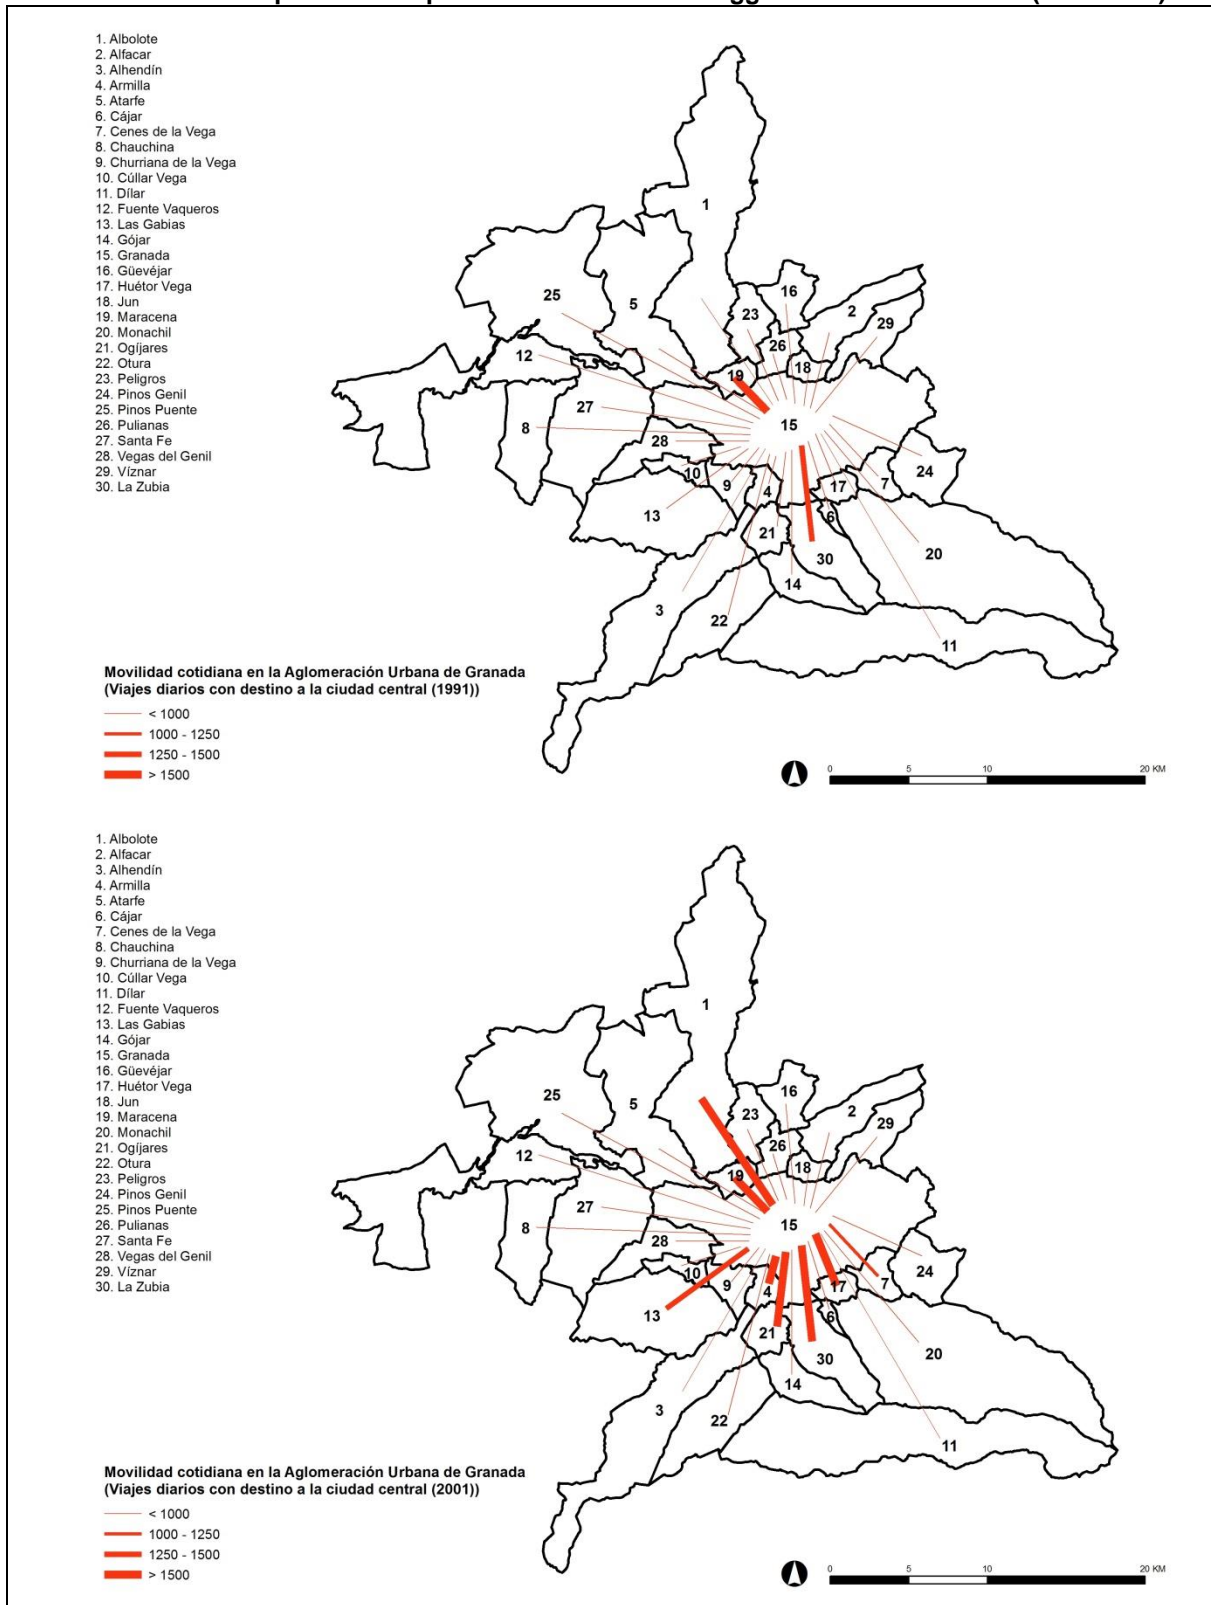 1. Albolote
2. Alfacar
3. Alhendín
4. Armilla
5. Atarfe
6. Cájar
7. Cenes de la Vega
8. Chauchina
9. Churriana de la Vega
10. Cúllar Vega
11. Dílar
12. Fuente Vaqueros
13. Las Gabias
14. Gójar
15. Granada
16. Güevéjar
17. Huétor Vega
18. Jun
19. Maracena
20. Monachil
21. Ogíjares
22. Otura
23. Peligros
24. Pinos Genil
25. Pinos Puente
26. Pulianas
27. Santa Fe
28. Vegas del Genil
29. Víznar
30. La Zubia
1
16
25
5
23
2
29
26
12
19
18
27
15
8
28
24
10
9
4
17
7
13
6
21
30
20
14
3
22
11
Movilidad cotidiana en la Aglomeración Urbana de Granada
(Viajes diarios con destino a la ciudad central (1991))
< 1000
1000 - 1250
1250 - 1500
> 1500
0 5 10 20 KM
1. Albolote
2. Alfacar
3. Alhendín
4. Armilla
5. Atarfe
6. Cájar
7. Cenes de la Vega
8. Chauchina
9. Churriana de la Vega
10. Cúllar Vega
11. Dílar
12. Fuente Vaqueros
13. Las Gabias
14. Gójar
15. Granada
16. Güevéjar
17. Huétor Vega
18. Jun
19. Maracena
20. Monachil
21. Ogíjares
22. Otura
23. Peligros
24. Pinos Genil
25. Pinos Puente
26. Pulianas
27. Santa Fe
28. Vegas del Genil
29. Víznar
30. La Zubia
1
16
25
5
23
2
29
26
12
19
18
27
15
8
28
24
10
9
4
17
7
13
6
21
30
20
14
3
22
11
Movilidad cotidiana en la Aglomeración Urbana de Granada
(Viajes diarios con destino a la ciudad central (2001))
< 1000
1000 - 1250
1250 - 1500
> 1500
0 5 10 20 KM